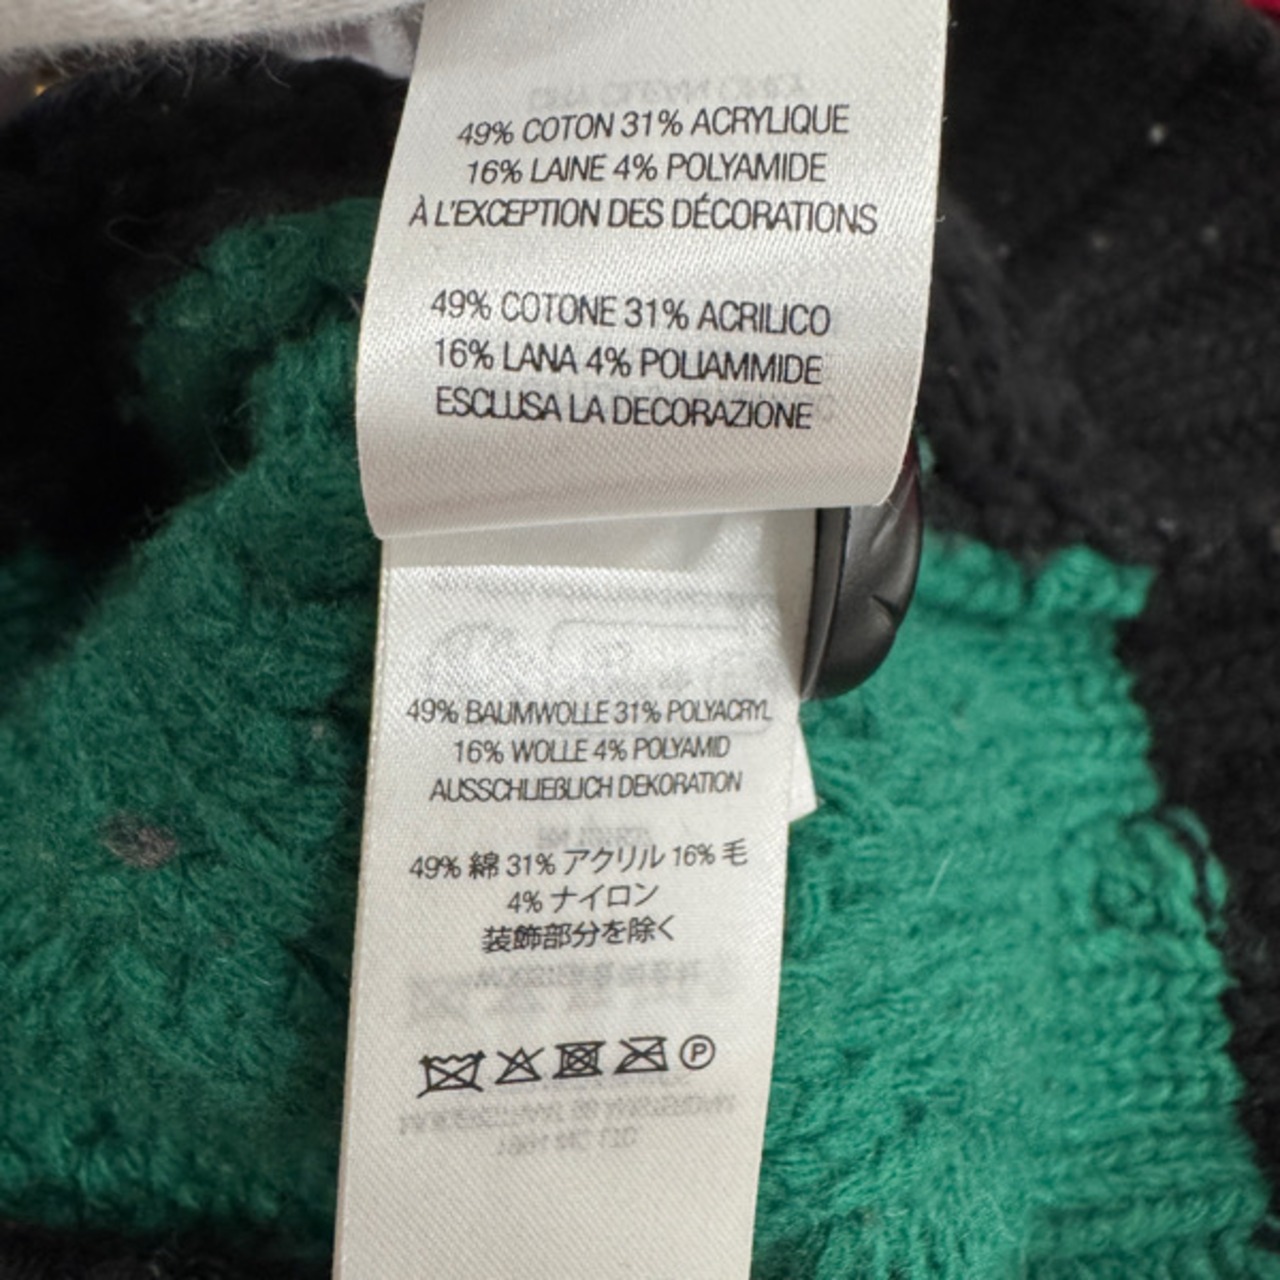 49% COTON 31% ACRYLIQUE
16% LAINE 4% POLYAMIDE
À L'EXCEPTION DES DÉCORATIONS
49% COTONE 31% ACRILICO
16% LANA 4% POLIAMMIDE
ESCLUSA LA DECORAZIONE
49% BAUMWOLLE 31% POLYACRYL
16% WOLLE 4% POLYAMID
AUSSCHLIEßLICH DEKORATION
49% 綿 31% アクリル 16% 毛
4% ナイロン
装飾部分を除く
P